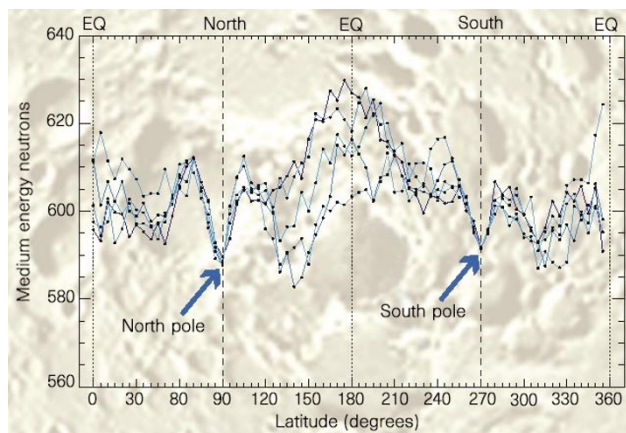 EQ North EQ South EQ
640
620
600
580
560
Medium energy neutrons
North pole
South pole
0 30 60 90 120 150 180 210 240 270 300 330 360
Latitude (degrees)